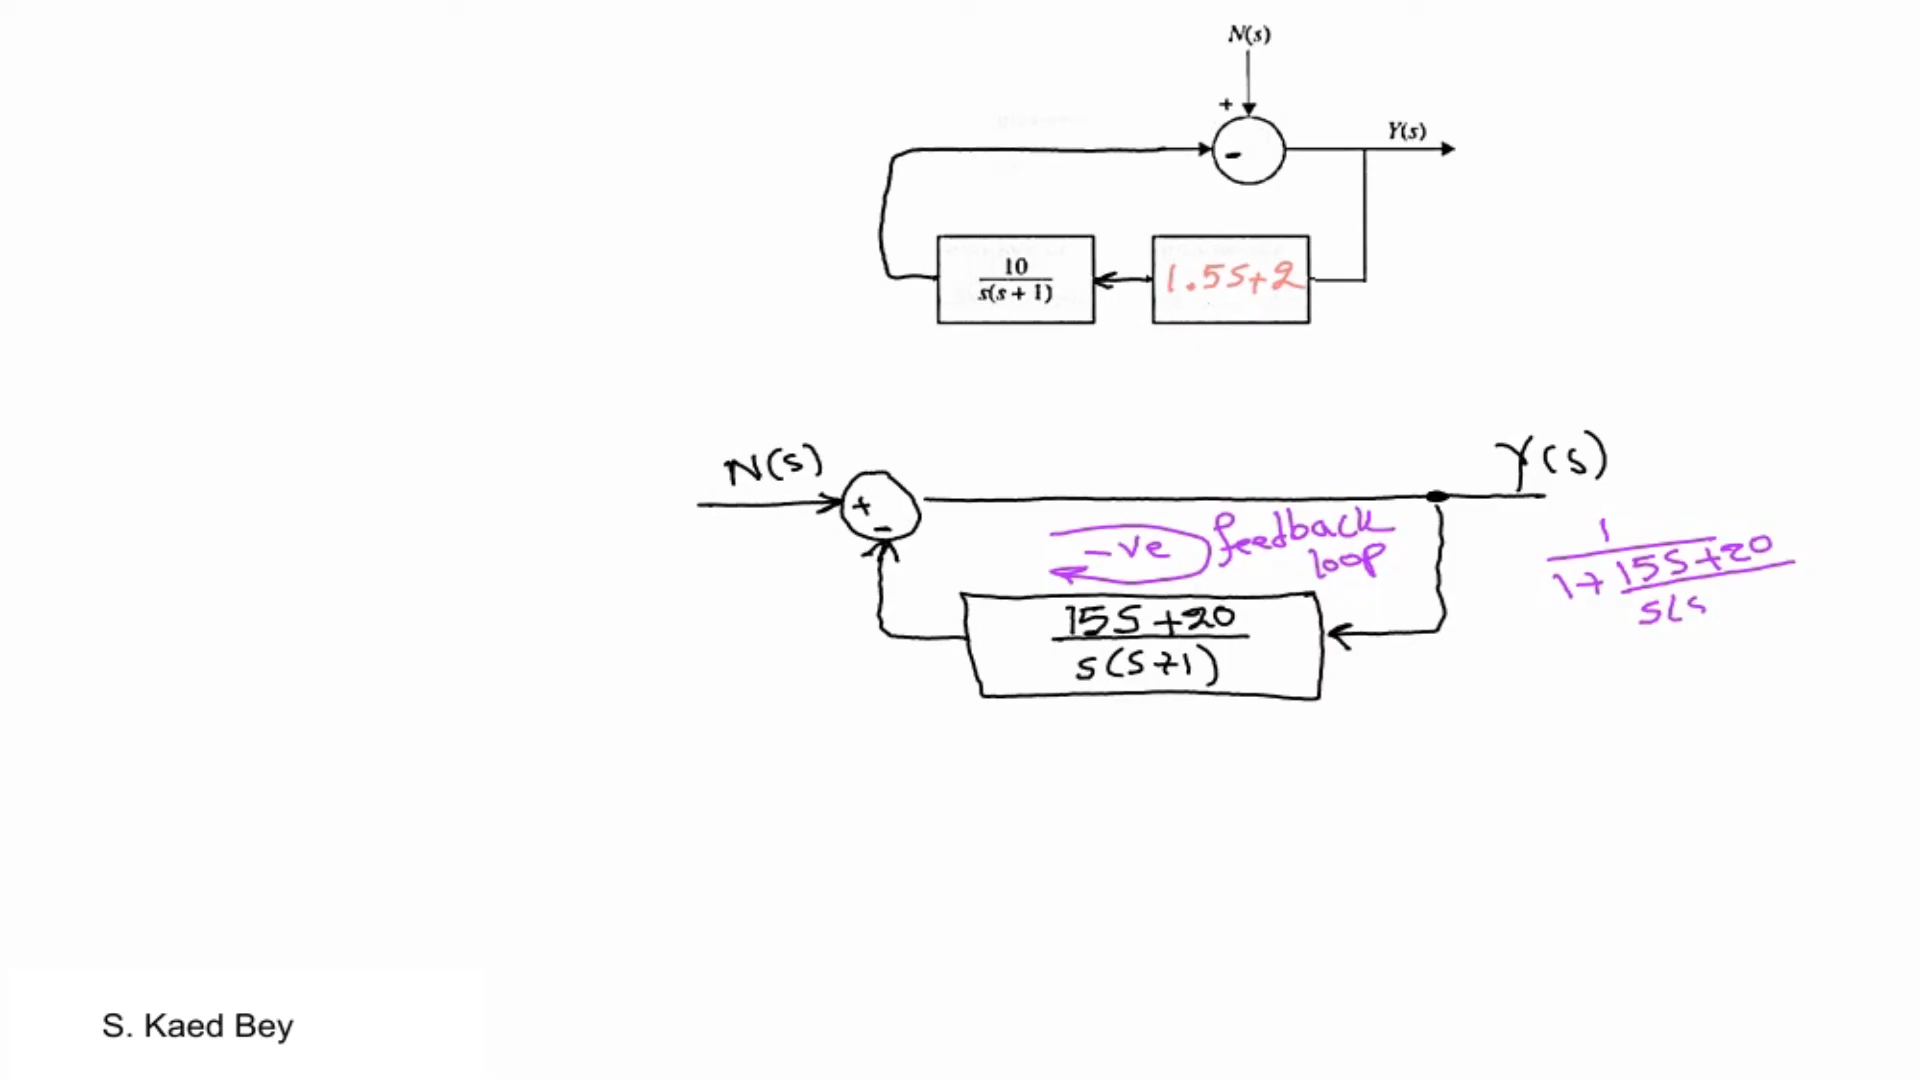 N(s)
+
Y(s)
-
10
s(s + 1)
1.5S+2
N(s)
Y(s)
+
-
-ve
feedback
loop
1
1+ 15S+20
s(s
15S+20
s(s+1)
S. Kaed Bey